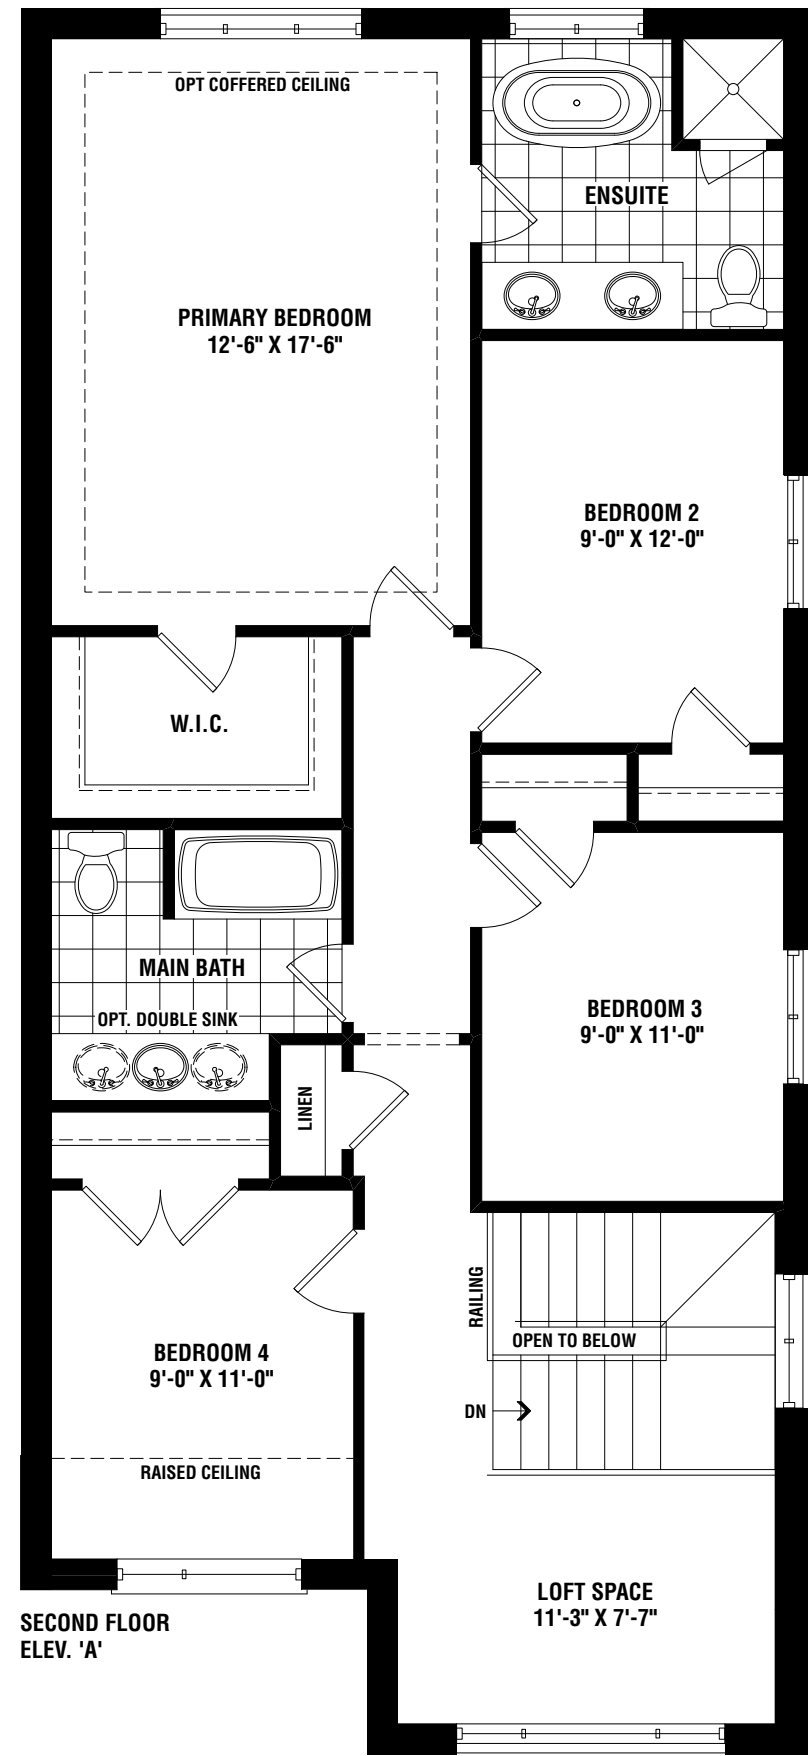 OPT COFFERED CEILING
ENSUITE
PRIMARY BEDROOM
12'-6" X 17'-6"
BEDROOM 2
9'-0" X 12'-0"
W.I.C.
MAIN BATH
OPT. DOUBLE SINK
BEDROOM 3
9'-0" X 11'-0"
LINEN
RAILING
OPEN TO BELOW
BEDROOM 4
9'-0" X 11'-0"
DN
RAISED CEILING
LOFT SPACE
11'-3" X 7'-7"
SECOND FLOOR
ELEV. 'A'